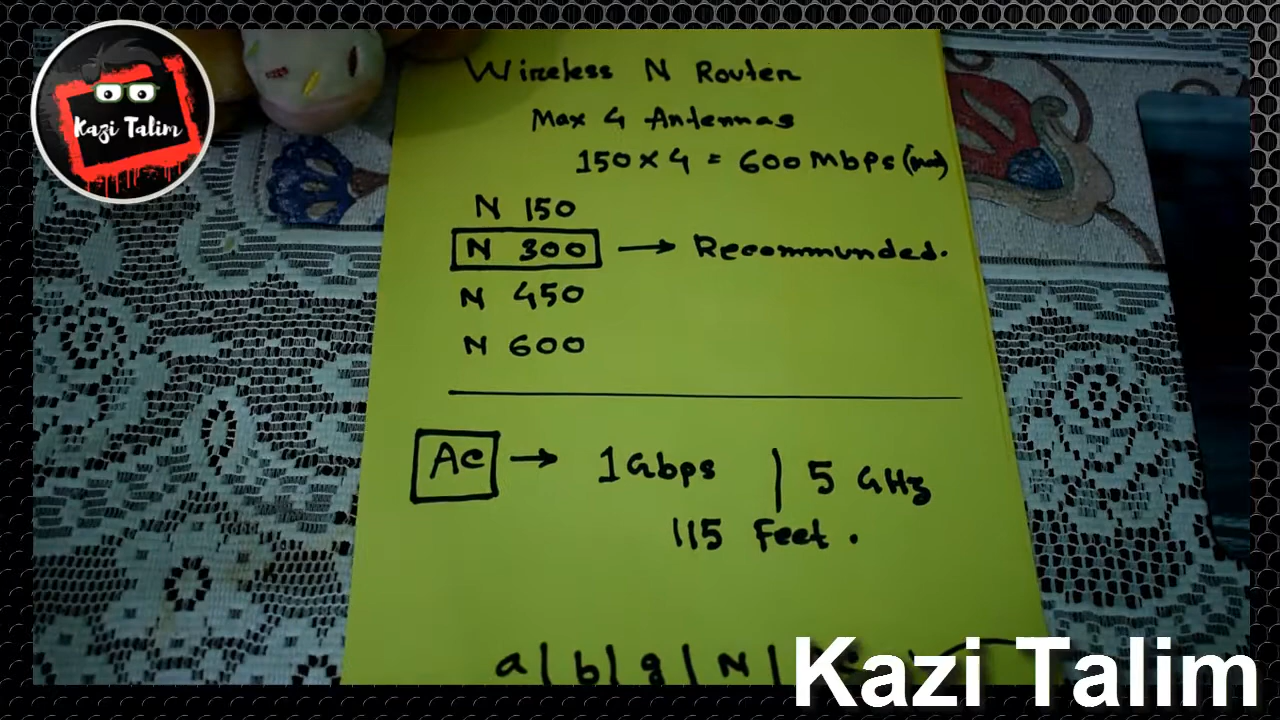 Kazi Talim
Wireless N Router
Max 4 Antennas
150 x 4 = 600 Mbps
N 150
N 300 → Recommunded.
N 450
N 600
Ac → 1Gbps | 5 GHz
115 Feet.
a | b | g | N |
Kazi Talim